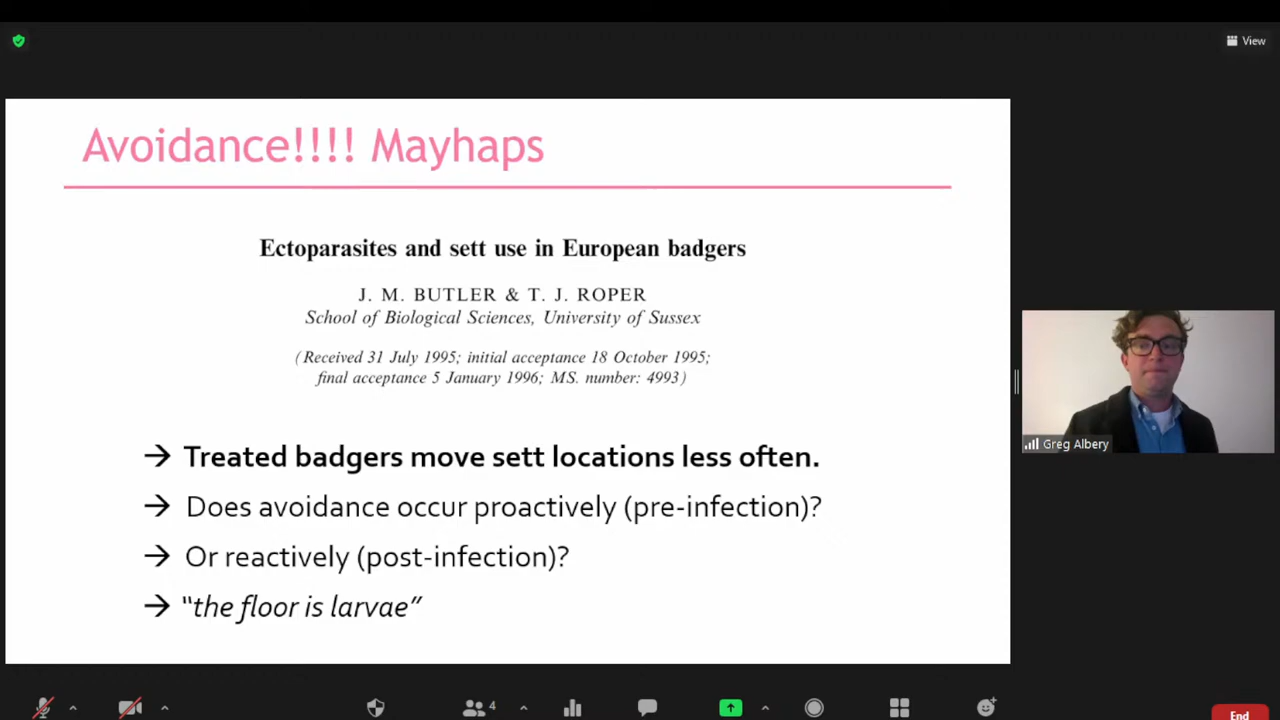 View
Avoidance!!!! Mayhaps
Ectoparasites and sett use in European badgers
J. M. BUTLER & T. J. ROPER
School of Biological Sciences, University of Sussex
(Received 31 July 1995; initial acceptance 18 October 1995;
final acceptance 5 January 1996; MS. number: 4993)
→ Treated badgers move sett locations less often.
→ Does avoidance occur proactively (pre-infection)?
→ Or reactively (post-infection)?
→ “the floor is larvae”
Greg Albery
4
End